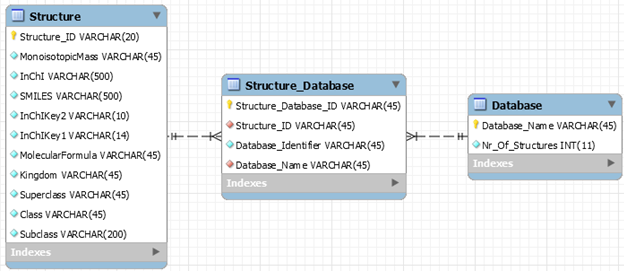 Structure
Structure_ID VARCHAR(20)
MonoisotopicMass VARCHAR(45)
InChI VARCHAR(500)
SMILES VARCHAR(500)
InChIKey2 VARCHAR(10)
InChIKey1 VARCHAR(14)
MolecularFormula VARCHAR(45)
Kingdom VARCHAR(45)
Superclass VARCHAR(45)
Class VARCHAR(45)
Subclass VARCHAR(200)
Indexes
Structure_Database
Structure_Database_ID VARCHAR(45)
Structure_ID VARCHAR(45)
Database_Identifier VARCHAR(45)
Database_Name VARCHAR(45)
Indexes
Database
Database_Name VARCHAR(45)
Nr_Of_Structures INT(11)
Indexes